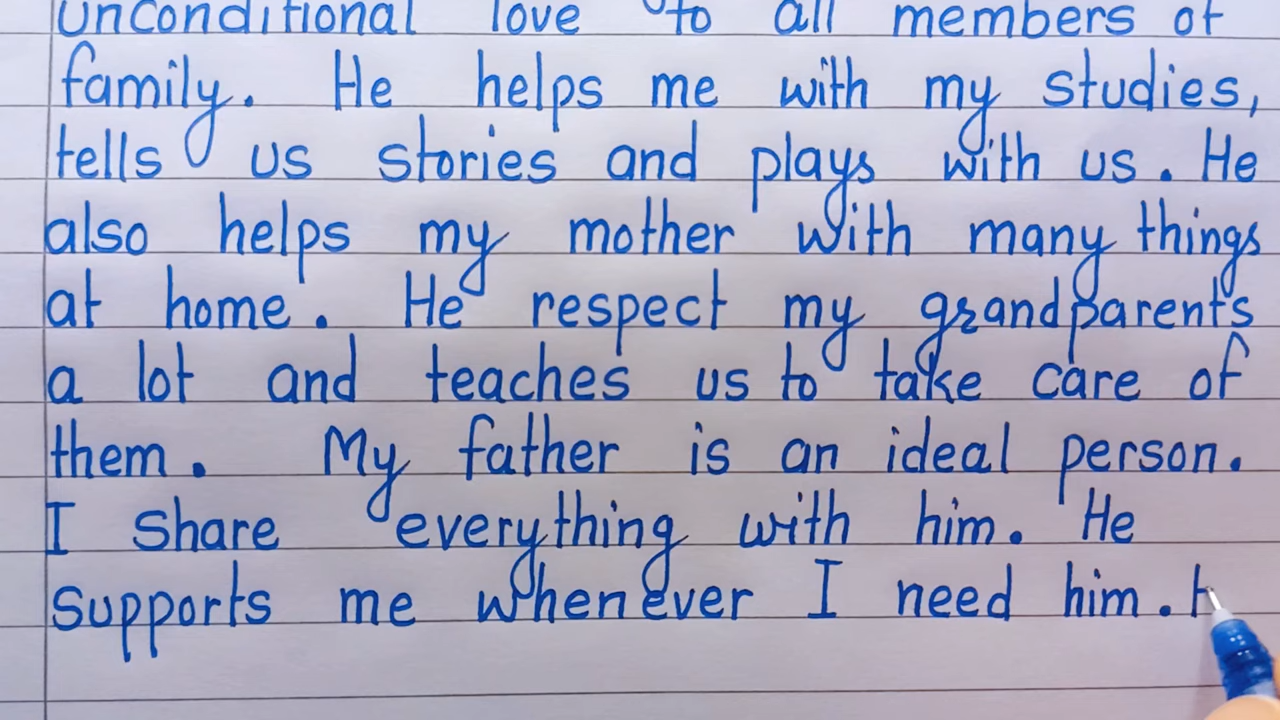 unconditional love to all members of
family. He helps me with my studies,
tells us stories and plays with us. He
also helps my mother with many things
at home. He respect my grandparents
a lot and teaches us to take care of
them. My father is an ideal person.
I share everything with him. He
supports me whenever I need him.